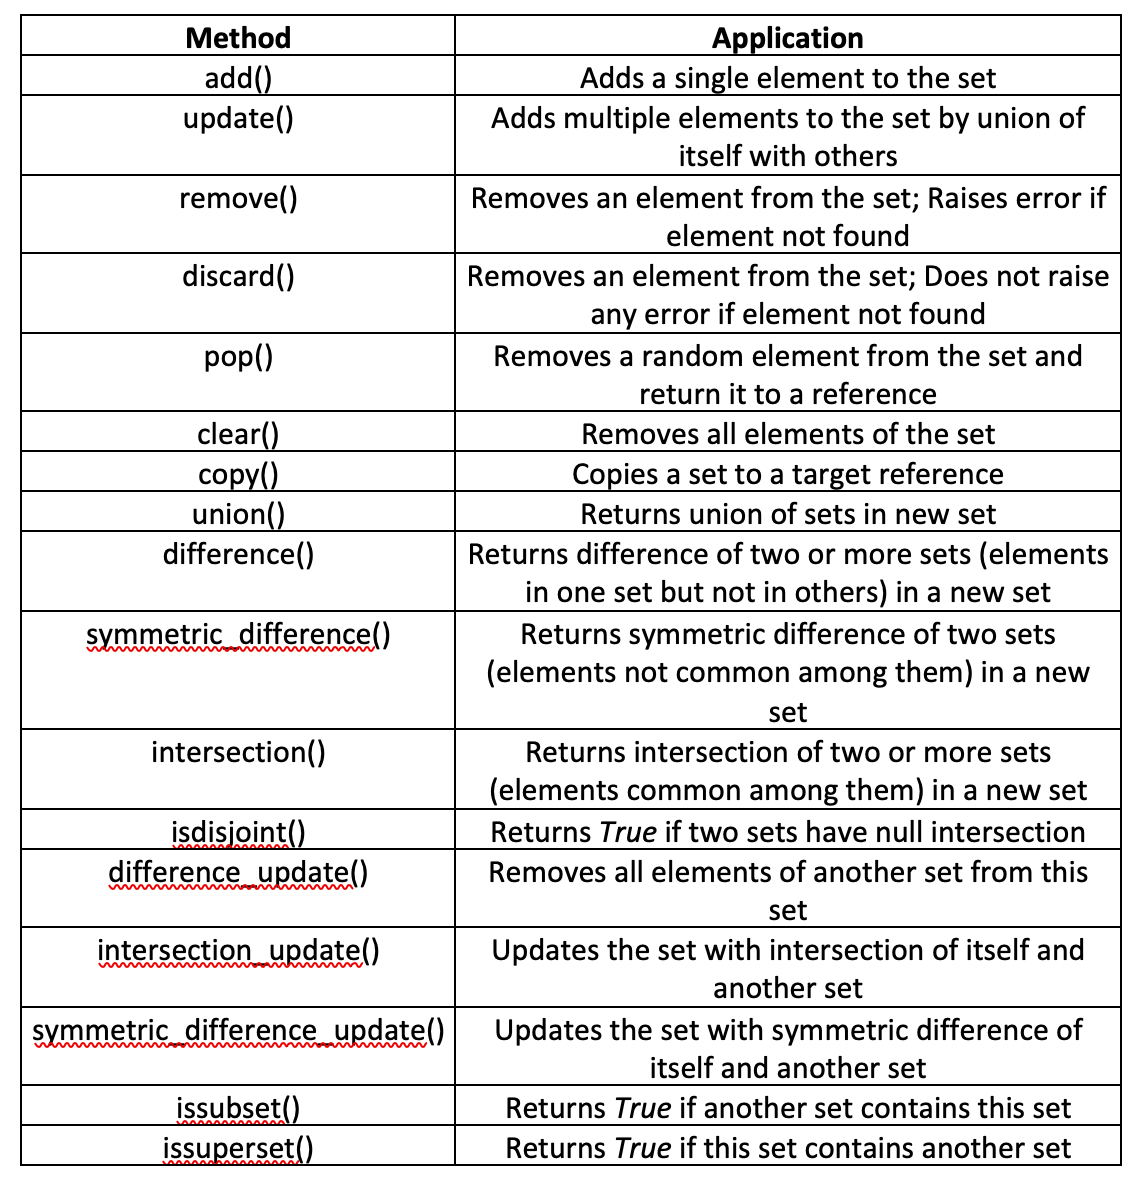 Method Application
add() Adds a single element to the set
update() Adds multiple elements to the set by union of
itself with others
remove() Removes an element from the set; Raises error if
element not found
discard() Removes an element from the set; Does not raise
any error if element not found
pop() Removes a random element from the set and
return it to a reference
clear() Removes all elements of the set
copy() Copies a set to a target reference
union() Returns union of sets in new set
difference() Returns difference of two or more sets (elements
in one set but not in others) in a new set
symmetric_difference() Returns symmetric difference of two sets
(elements not common among them) in a new
set
intersection() Returns intersection of two or more sets
(elements common among them) in a new set
isdisjoint() Returns True if two sets have null intersection
difference_update() Removes all elements of another set from this
set
intersection_update() Updates the set with intersection of itself and
another set
symmetric_difference_update() Updates the set with symmetric difference of
itself and another set
issubset() Returns True if another set contains this set
issuperset() Returns True if this set contains another set